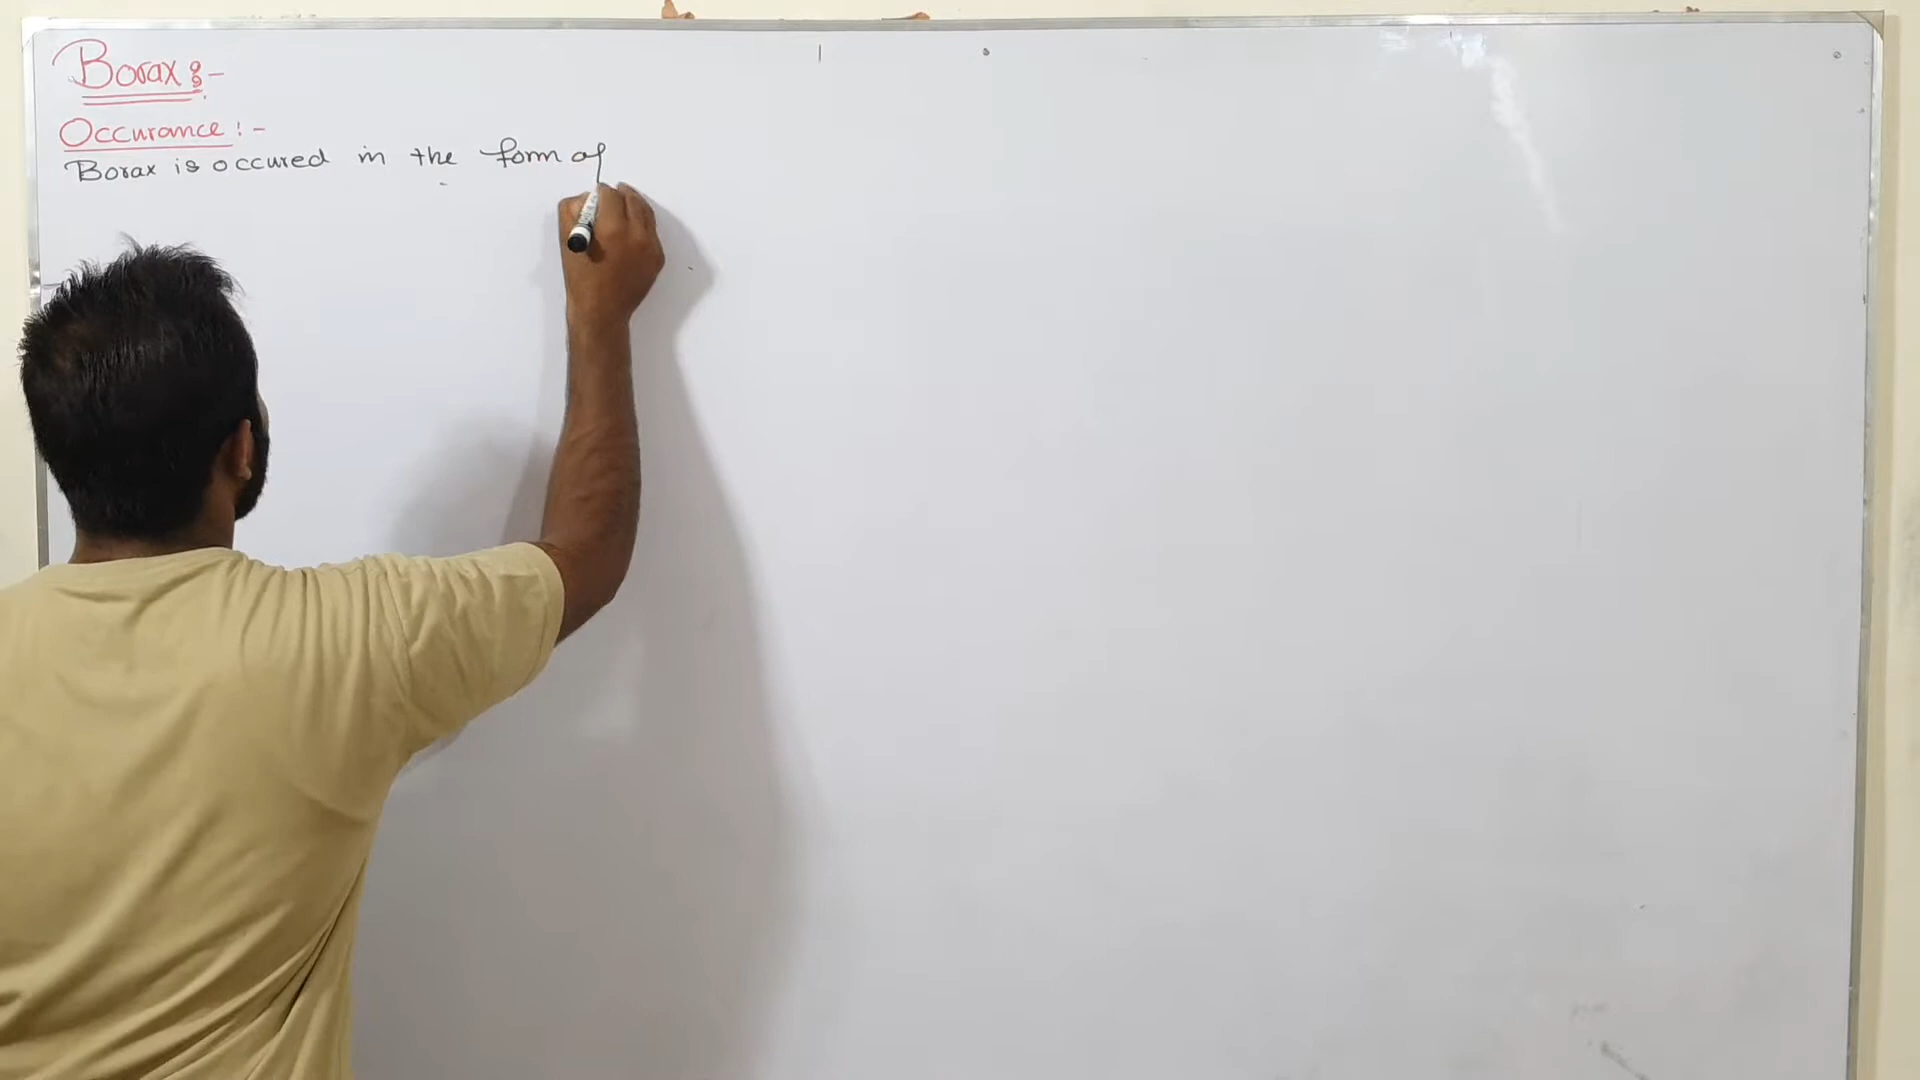 Borax :-
Occurance :-
Borax is occured in the form of